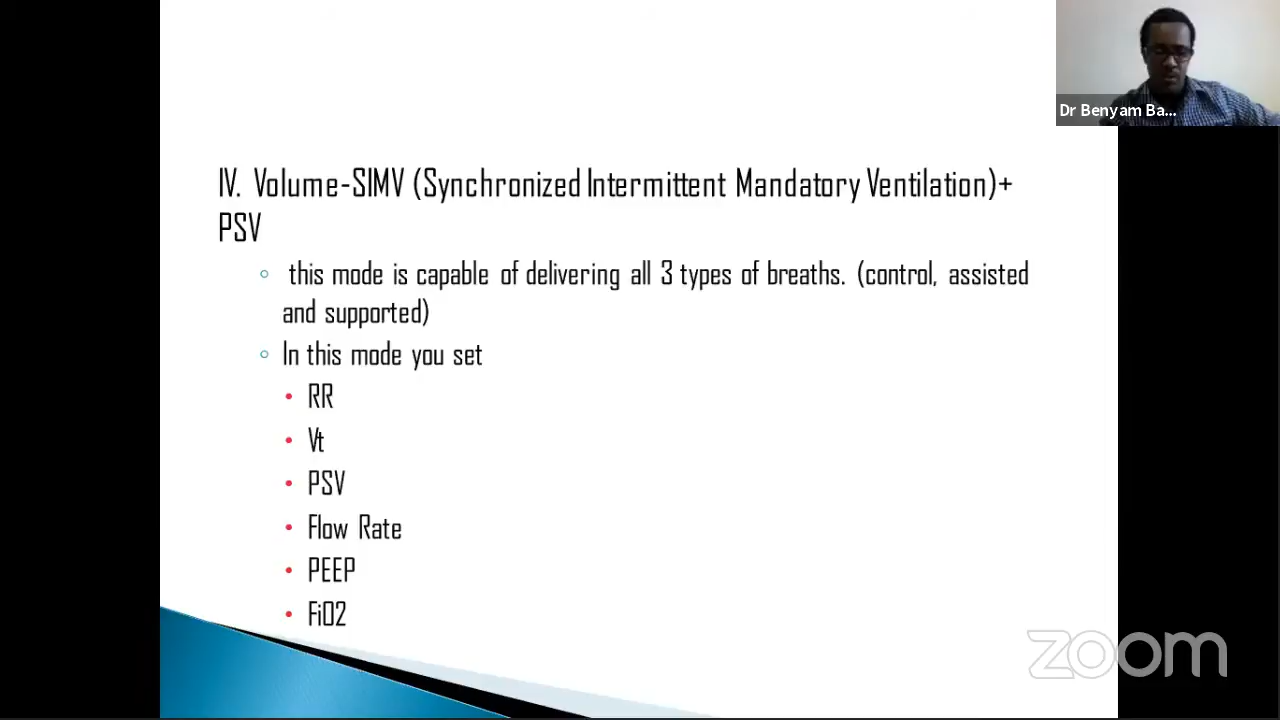 Dr Benyam Ba...
IV. Volume-SIMV (Synchronized Intermittent Mandatory Ventilation)+
PSV
this mode is capable of delivering all 3 types of breaths. (control, assisted
and supported)
In this mode you set
RR
Vt
PSV
Flow Rate
PEEP
FiO2
zoom